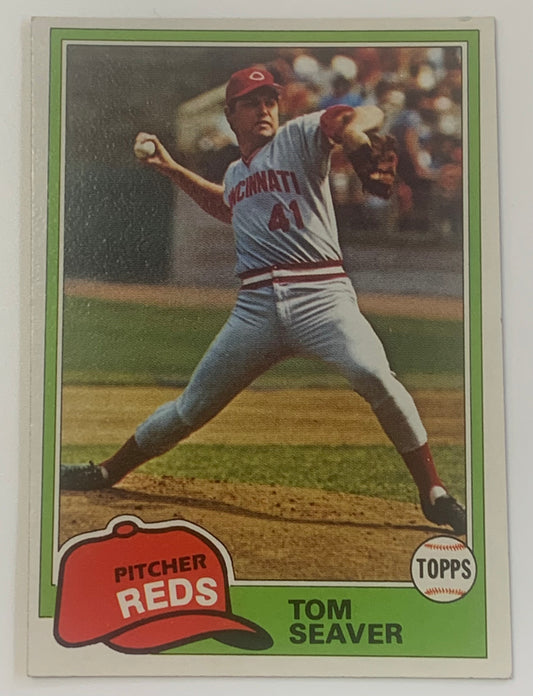 CINCINNATI
41
PITCHER
REDS
TOPPS
TOM
SEAVER